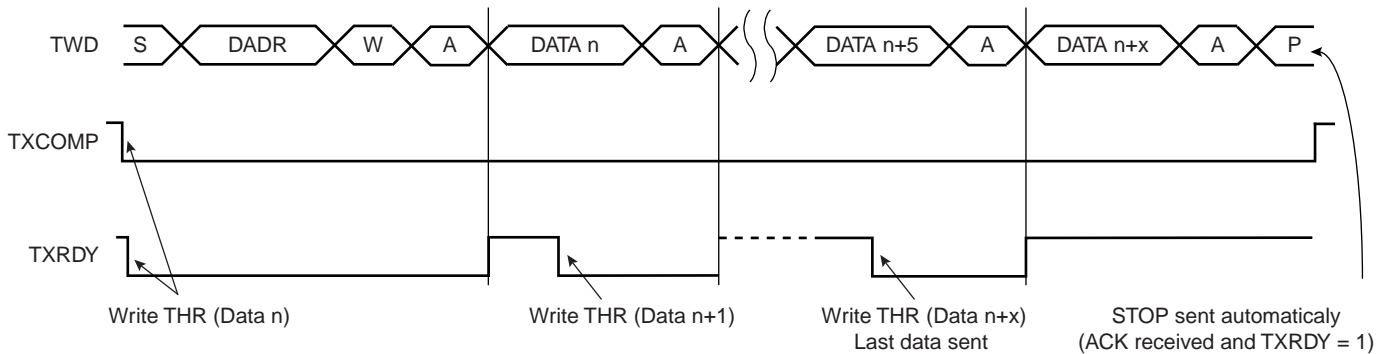 TWD S DADR W A DATA n A DATA n+5 A DATA n+x A P
TXCOMP
TXRDY
Write THR (Data n)
Write THR (Data n+1)
Write THR (Data n+x)
Last data sent
STOP sent automaticaly
(ACK received and TXRDY = 1)